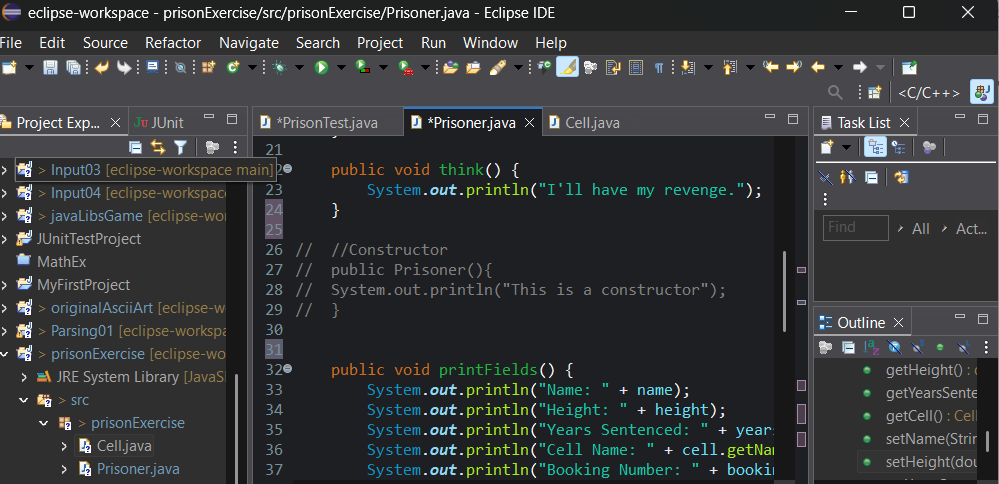 eclipse-workspace - prisonExercise/src/prisonExercise/Prisoner.java - Eclipse IDE
File Edit Source Refactor Navigate Search Project Run Window Help
<C/C++>
Project Exp...
JUnit
> Input03 [eclipse-workspace main]
> Input04 [eclipse-workspa
> javaLibsGame [eclipse-wo
JUnitTestProject
MathEx
MyFirstProject
> originalAsciiArt [eclipse-
> Parsing01 [eclipse-workspa
> prisonExercise [eclipse-wo
JRE System Library [JavaS
> src
> prisonExercise
> Cell.java
> Prisoner.java
*PrisonTest.java *Prisoner.java Cell.java
21
2 public void think() {
23 System.out.println("I'll have my revenge.");
24 }
25
26 // //Constructor
27 // public Prisoner(){
28 // System.out.println("This is a constructor");
29 // }
30
31
32 public void printFields() {
33 System.out.println("Name: " + name);
34 System.out.println("Height: " + height);
35 System.out.println("Years Sentenced: " + years
36 System.out.println("Cell Name: " + cell.getNa
37 System.out.println("Booking Number: " + bookin
Task List
Find All Act...
Outline
getHeight() :
getYearsSente
getCell() : Cell
setName(Strin
setHeight(dou